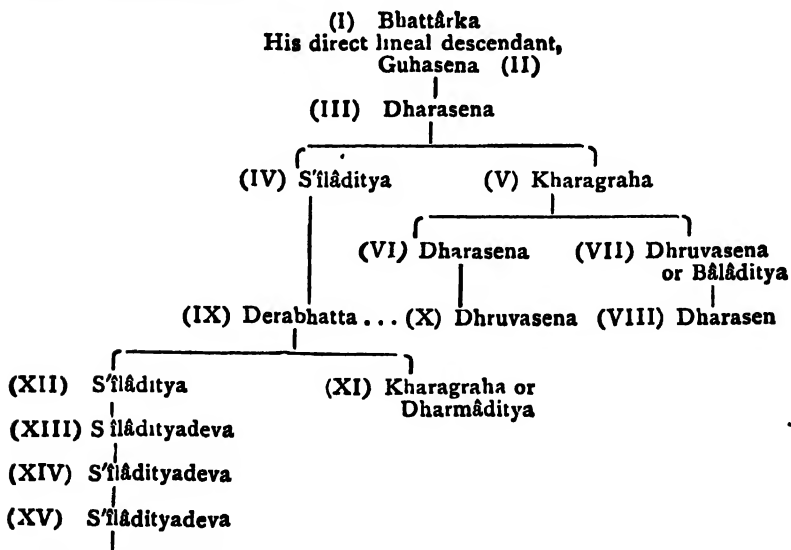 (I) Bhattârka
His direct lineal descendant,
Guhasena (II)
(III) Dharasena
(IV) S'îlâditya (V) Kharagraha
(VI) Dharasena (VII) Dhruvasena
or Bâlâditya
(IX) Derabhatta ... (X) Dhruvasena (VIII) Dharasen
(XII) S'îlâditya (XI) Kharagraha or
Dharmâditya
(XIII) S'îlâdityadeva
(XIV) S'îlâdityadeva
(XV) S'îlâdityadeva